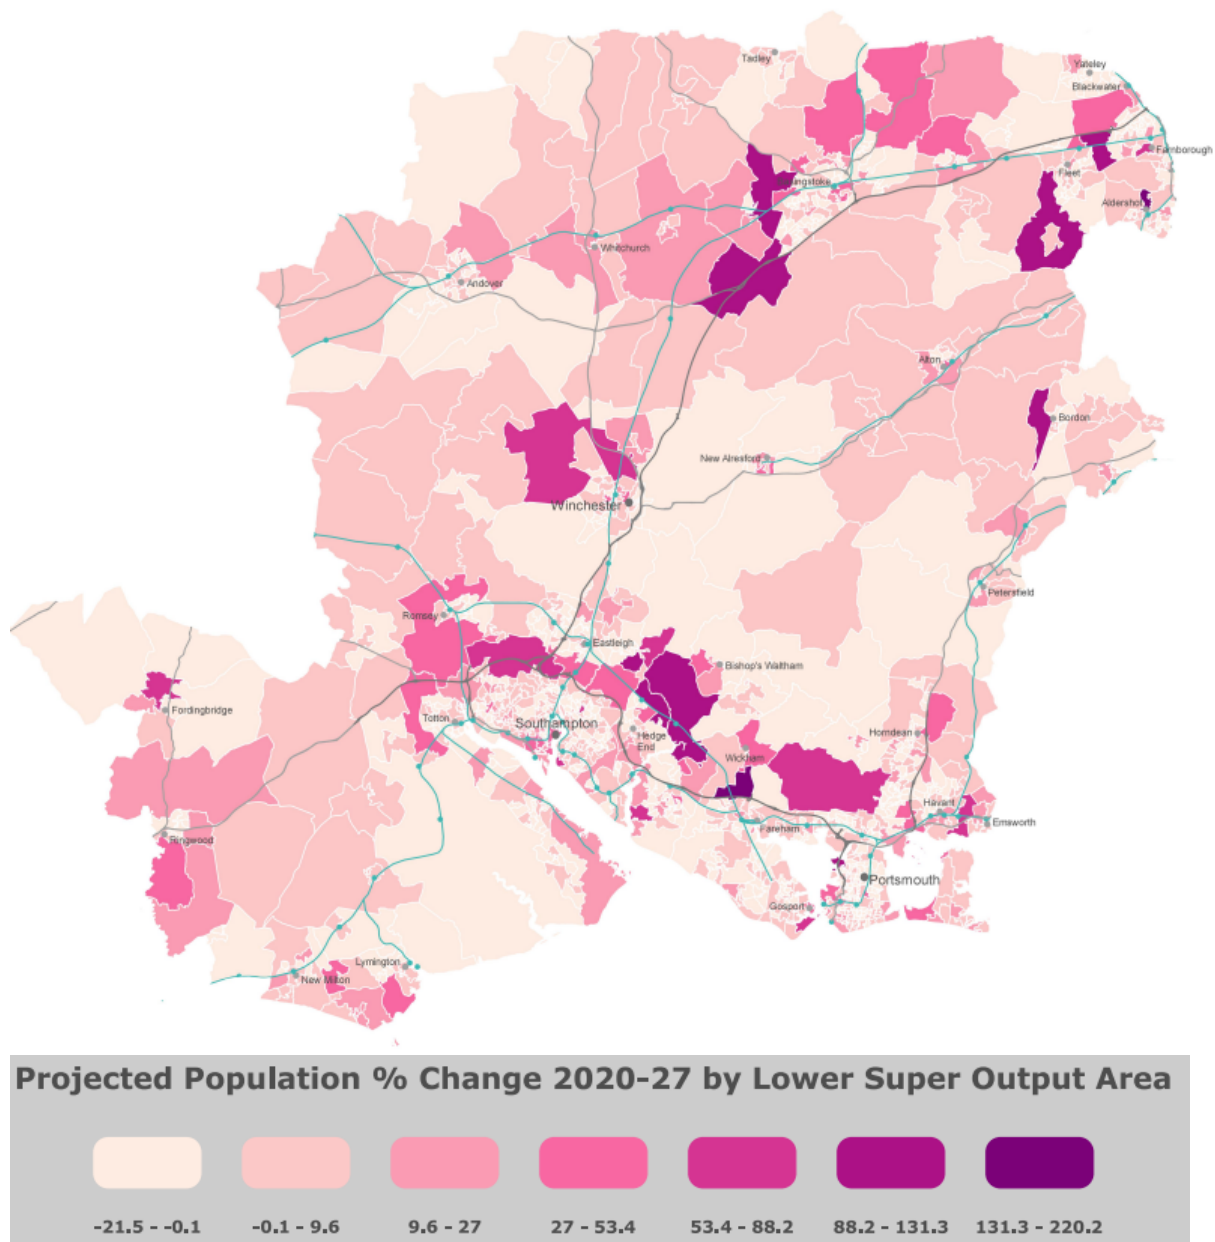 Tadley
Yateley
Blackwater
Farnborough
Fleet
Aldershot
Whitchurch
Andover
Alton
Bordon
New Alresford
Winchester
Petersfield
Romsey
Eastleigh
Bishop's Waltham
Fordingbridge
Totton
Southampton
Hedge
End
Horndean
Wickham
Havant
Emsworth
Fareham
Ringwood
Portsmouth
Gosport
Lymington
New Milton
Projected Population % Change 2020-27 by Lower Super Output Area
-21.5 - -0.1 -0.1 - 9.6 9.6 - 27 27 - 53.4 53.4 - 88.2 88.2 - 131.3 131.3 - 220.2